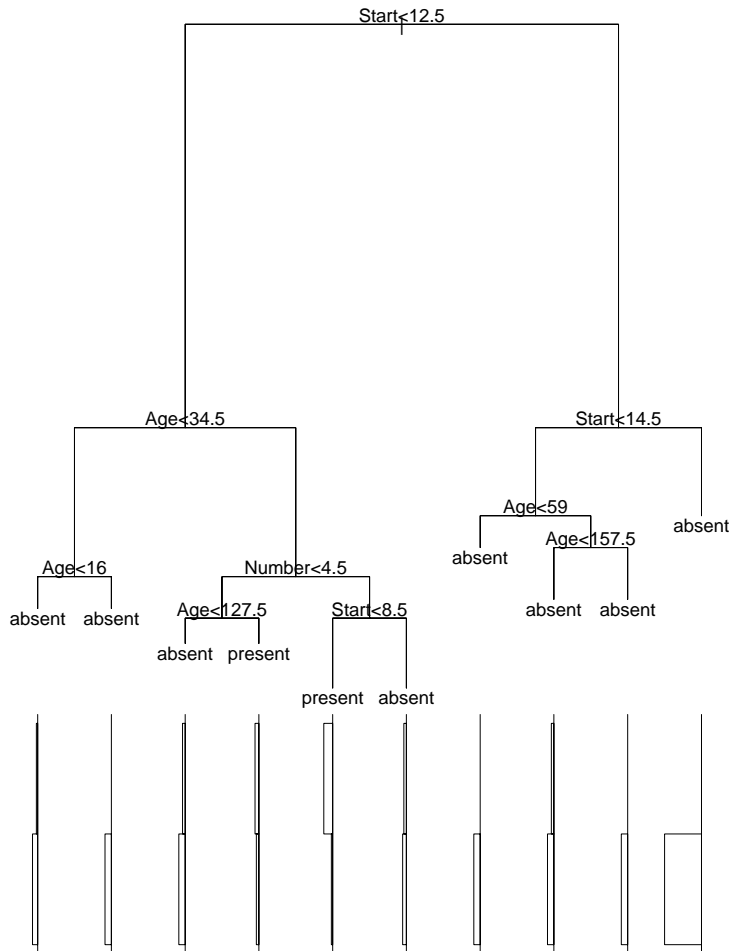 Start<12.5
Age<34.5 Start<14.5
Age<59
absent
Age<157.5
absent
Age<16 Number<4.5
absent absent
Age<127.5 Start<8.5
absent absent
absent present
present absent